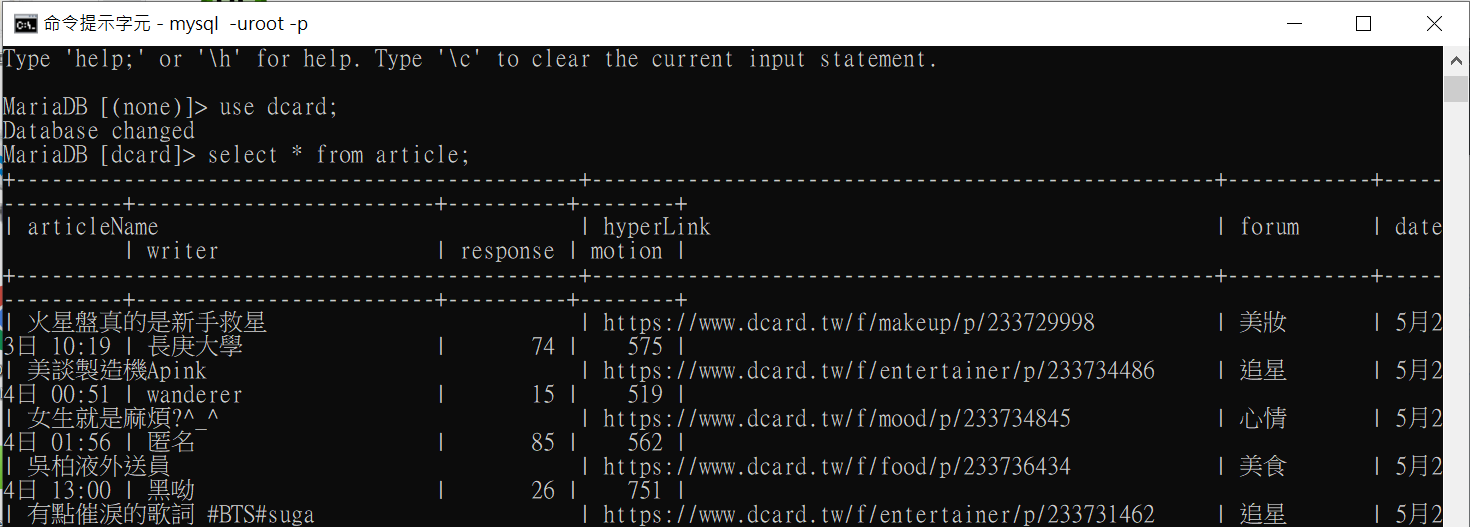 命令提示字元 - mysql -uroot -p
Type 'help;' or '\h' for help. Type '\c' to clear the current input statement.
MariaDB [(none)]> use dcard;
Database changed
MariaDB [dcard]> select * from article;
| articleName | hyperLink | forum | date
| writer | response | motion |
| 火星盤真的是新手救星 | https://www.dcard.tw/f/makeup/p/233729998 | 美妝 | 5月2
3日 10:19 | 長庚大學 | 74 | 575 |
| 美談製造機Apink | https://www.dcard.tw/f/entertainer/p/233734486 | 追星 | 5月2
4日 00:51 | wanderer | 15 | 519 |
| 女生就是麻煩?^_^ | https://www.dcard.tw/f/mood/p/233734845 | 心情 | 5月2
4日 01:56 | 匿名 | 85 | 562 |
| 吳柏液外送員 | https://www.dcard.tw/f/food/p/233736434 | 美食 | 5月2
4日 13:00 | 黑呦 | 26 | 751 |
| 有點催淚的歌詞 #BTS#suga | https://www.dcard.tw/f/entertainer/p/233731462 | 追星 | 5月2